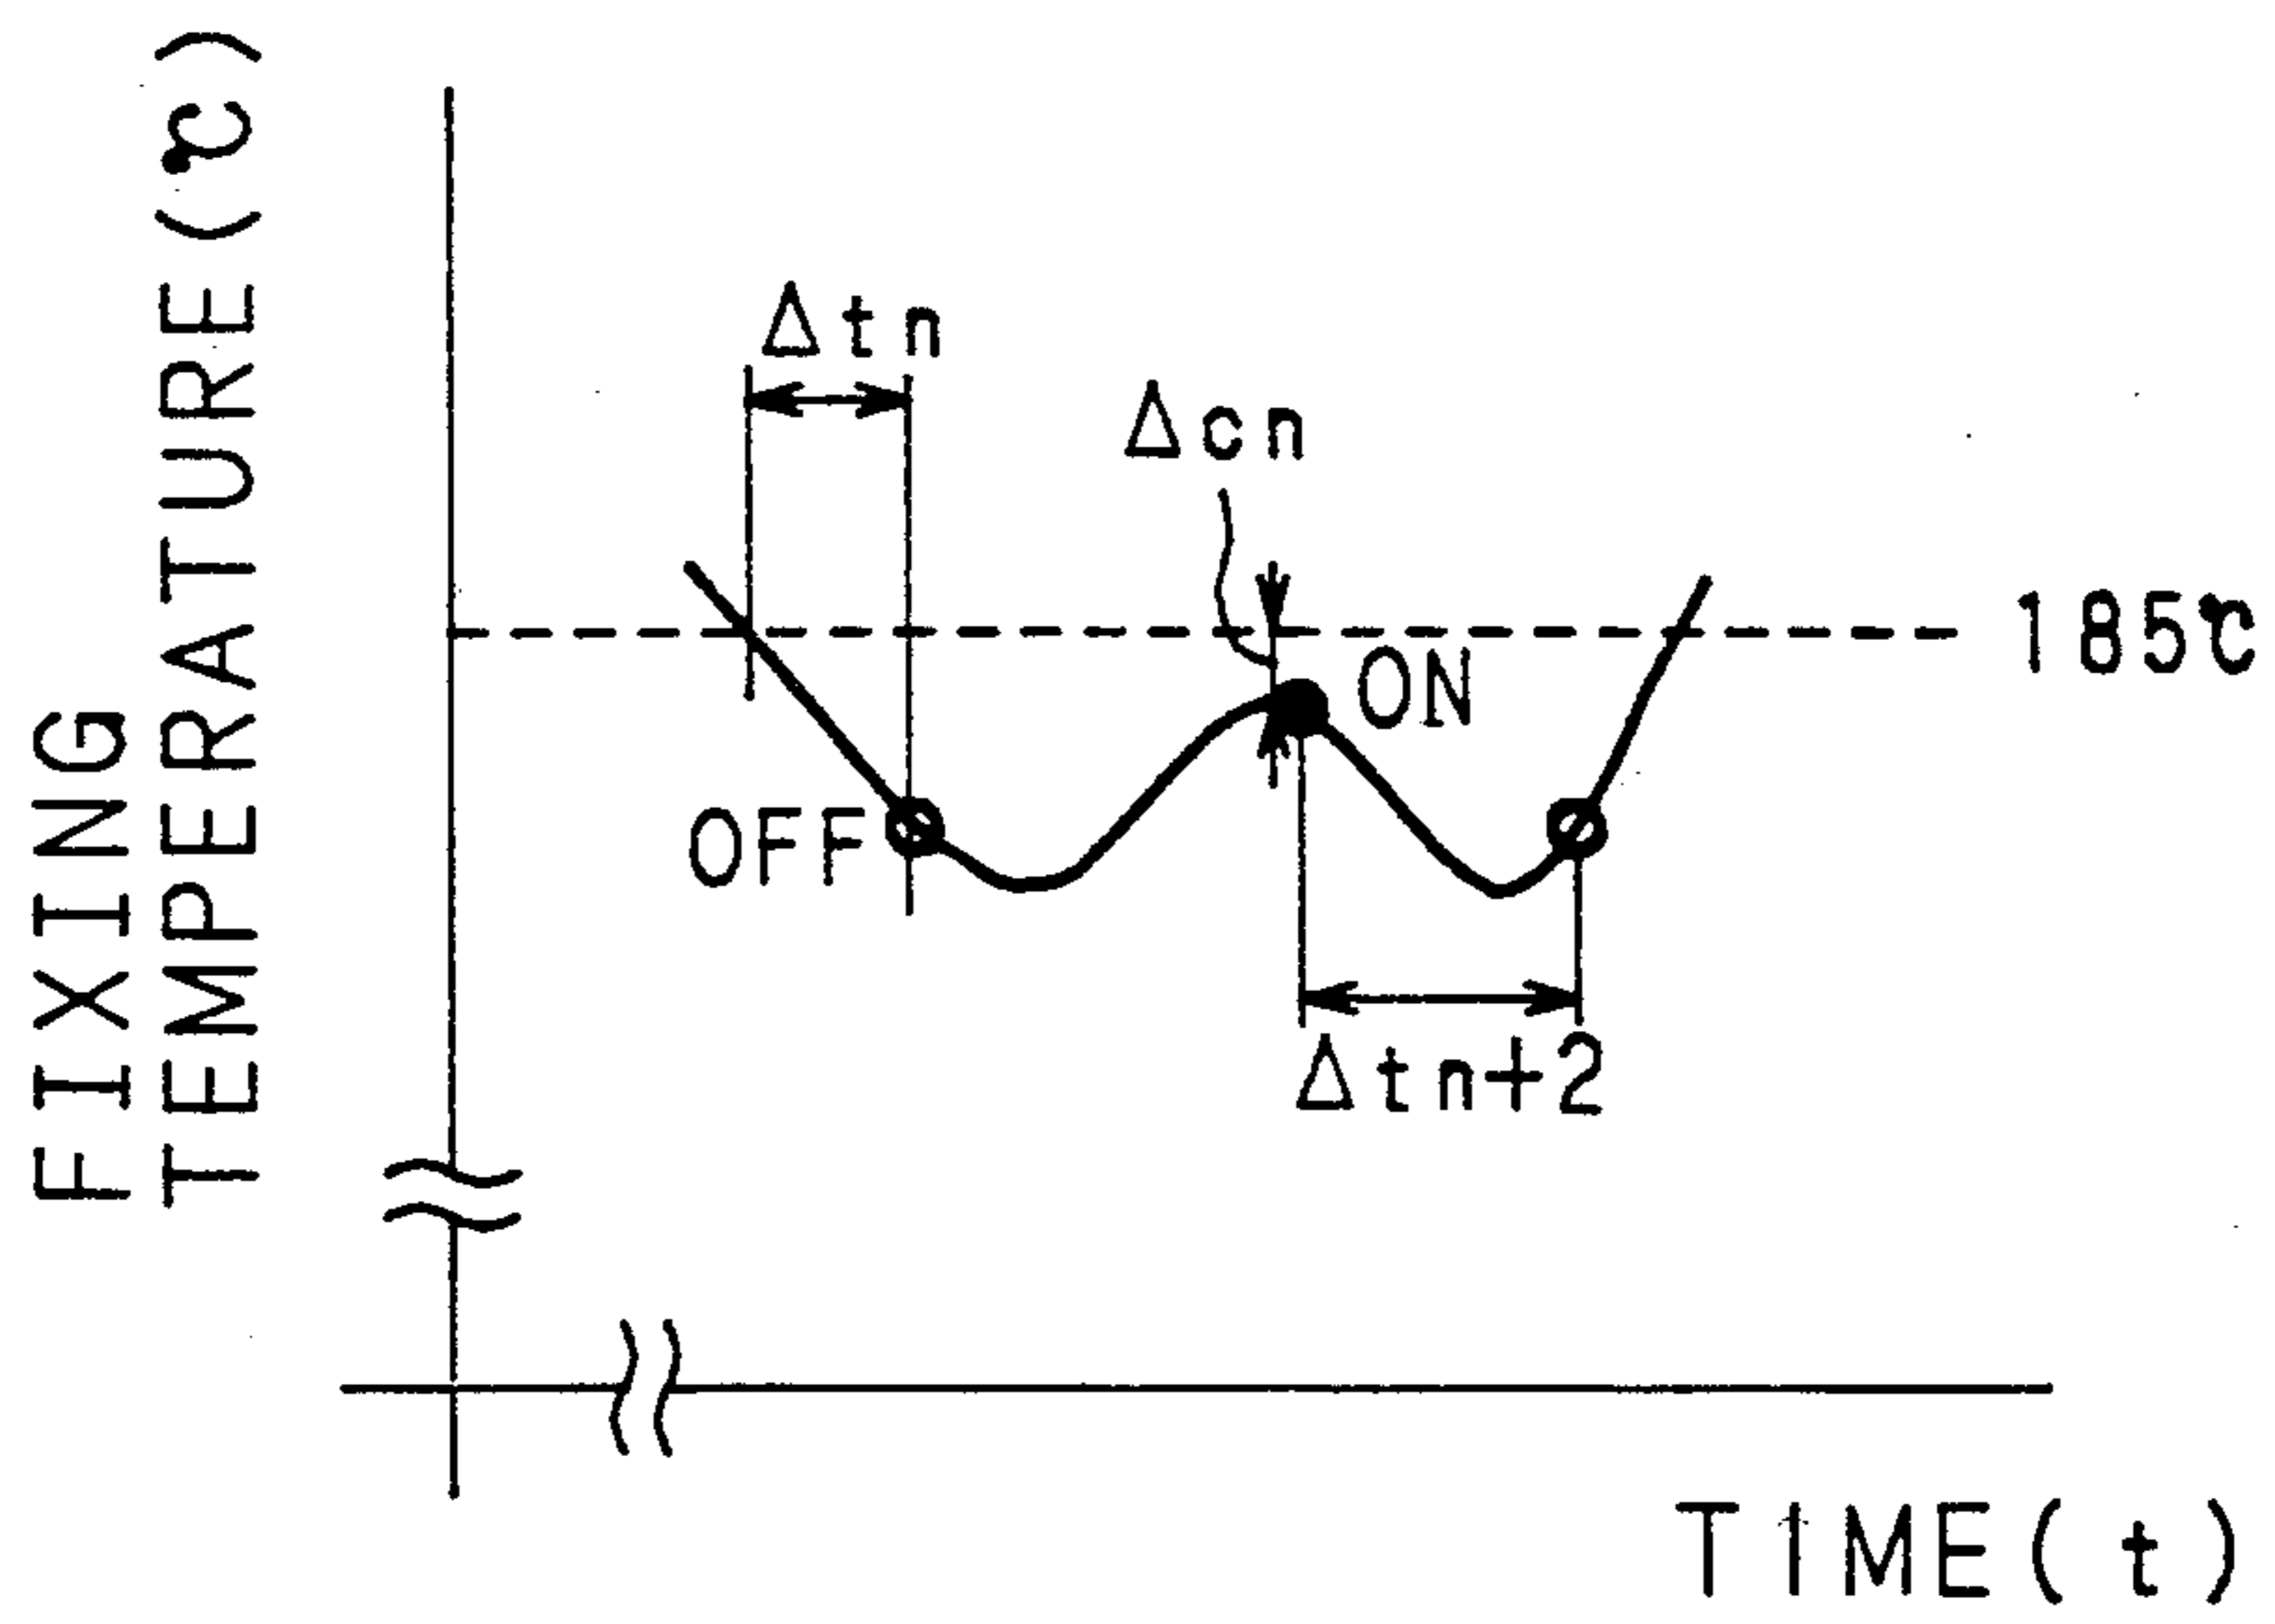 FIXING
TEMPERATURE(℃)
Δtn
Δcn
185℃
ON
OFF
Δtn+2
TIME(t)